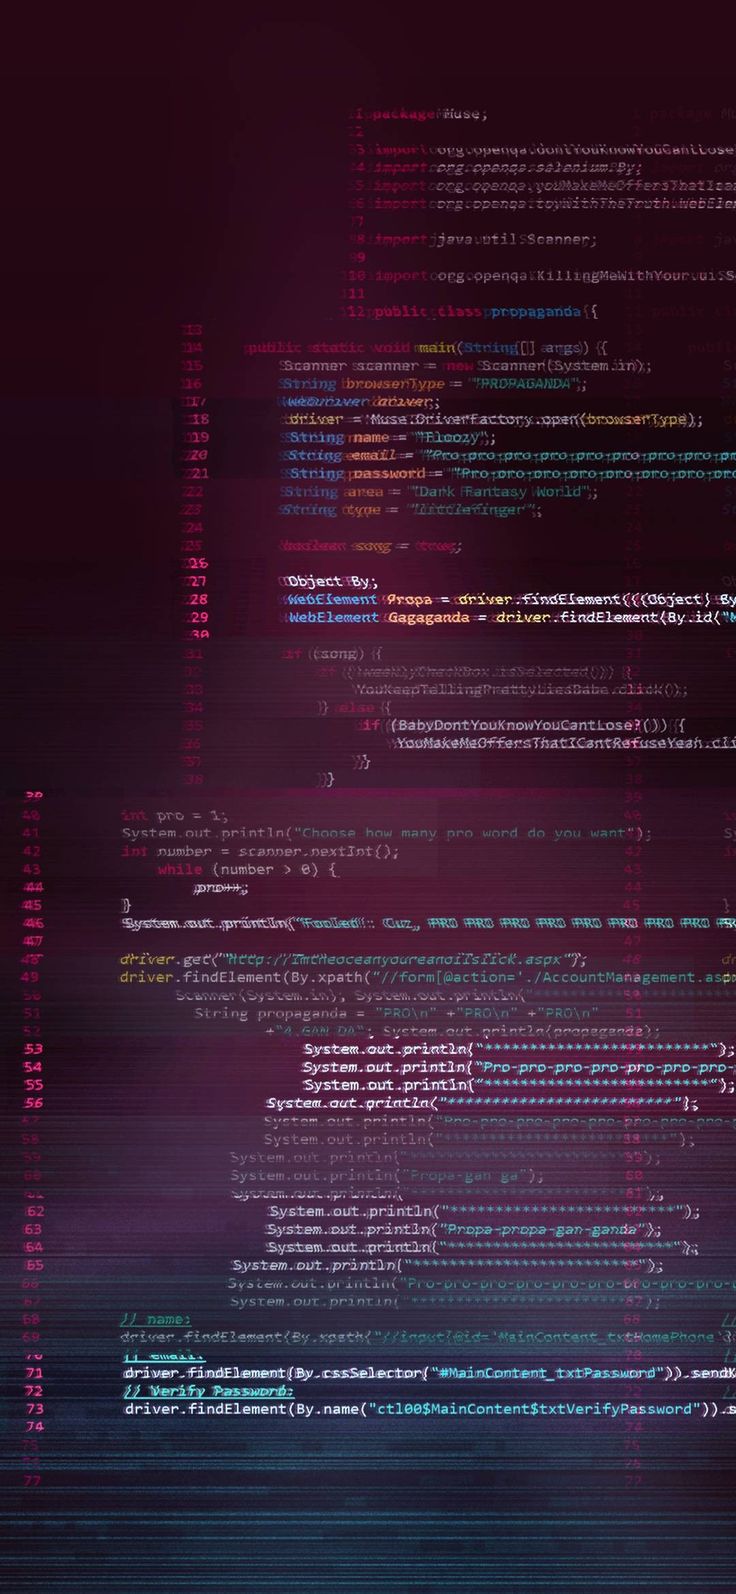 1 package Muse;
2
3 import org.openqa.dontYouKnowYouCantLose
4 import org.openqa.selenium.By;
5 import org.openqa.youMakeMeOffersThatIcan
6 import org.openqa.toyWithTheTruth.WebElem
7
8 import java.util.Scanner;
9
10 import org.openqa.KillingMeWithYour.ui.S
11
12 public class propaganda {
13
14 public static void main(String[] args) {
15 Scanner scanner = new Scanner(System.in);
16 String browserType = "PROPAGANDA";
17 WebDriver driver;
18 driver = Muse.DriverFactory.open(browserType);
19 String name = "Floozy";
20 String email = "Pro-pro-pro-pro-pro-pro-pro-p
21 String password = "Pro-pro-pro-pro-pro-pro-pro
22 String area = "Dark Fantasy World";
23 String type = "littlefinger";
24
25 boolean song = true;
26
27 Object By;
28 WebElement Propa = driver.findElement(((Object) By
29 WebElement Gagaganda = driver.findElement(By.id("M
30
31 if (song) {
32 if (!weeklyCheckBox.isSelected()) {
33 YouKeepTellingPrettyLiesBabe.click();
34 } else {
35 if (BabyDontYouKnowYouCantLose?()) {
36 YouMakeMeOffersThatICantRefuseYeah.cli
37 }
38 }
39
40 int pro = 1;
41 System.out.println("Choose how many pro word do you want");
42 int number = scanner.nextInt();
43 while (number > 0) {
44 pro++;
45 }
46 System.out.println("Fooled": Cuz,, PRO PRO PRO PRO PRO PRO PRO
47
48 driver.get("http://imtheoceanyoureanoilslick.aspx");
49 driver.findElement(By.xpath("//form[@action='./AccountManagement.asp
50 Scanner(System.in); System.out.println("
51 String propaganda = "PRO\n" +"PRO\n" +"PRO\n"
52 +"A GAN DA"; System.out.println(propaganda);
53 System.out.println("*************************");
54 System.out.println("Pro-pro-pro-pro-pro-pro-pro-
55 System.out.println("*************************");
56 System.out.println("*************************");
57 System.out.println("Pro-pro-pro-pro-pro-pro-pro-
58 System.out.println("*************************");
59 System.out.println("*************************");
60 System.out.println("Propa-gan ga");
61 System.out.println("*************************");
62 System.out.println("*************************");
63 System.out.println("Propa-propa-gan-ganda");
64 System.out.println("*************************");
65 System.out.println("*************************");
66 System.out.println("Pro-pro-pro-pro-pro-pro-pro-
67 System.out.println("*************************");
68 // name:
69 driver.findElement(By.xpath("//input[@id='MainContent_txtHomePhone'
70 // email:
71 driver.findElement(By.cssSelector("#MainContent_txtPassword")).sendK
72 // Verify Password:
73 driver.findElement(By.name("ctl00$MainContent$txtVerifyPassword")).s
74
75
76
77